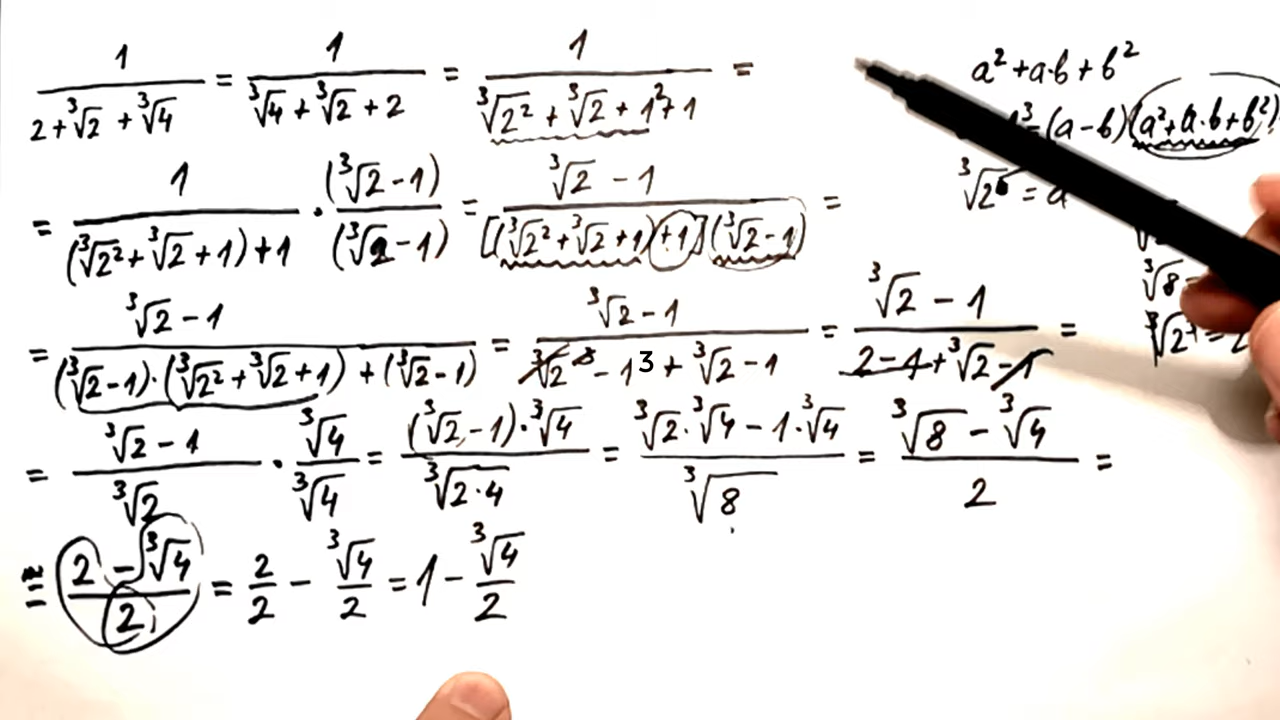 1/(2+∛2+∛4) = 1/(∛4+∛2+2) = 1/(∛2²+∛2+1²+1) =
a²+a·b+b²
³=(a-b)(a²+a·b+b²)
= 1/((∛2²+∛2+1)+1) · (∛2-1)/(∛2-1) = (∛2-1)/([(∛2²+∛2+1)+1](∛2-1)) =
= (∛2-1)/((∛2-1)·(∛2²+∛2+1)+(∛2-1)) = (∛2-1)/(∛2³-1³+∛2-1) = (∛2-1)/(2-1+∛2-1) =
∛8=
= (∛2-1)/∛2 · ∛4/∛4 = ((∛2-1)·∛4)/∛(2·4) = (∛2·∛4-1·∛4)/∛8 = (∛8-∛4)/2 =
= (2-∛4)/2 = 2/2 - ∛4/2 = 1 - ∛4/2